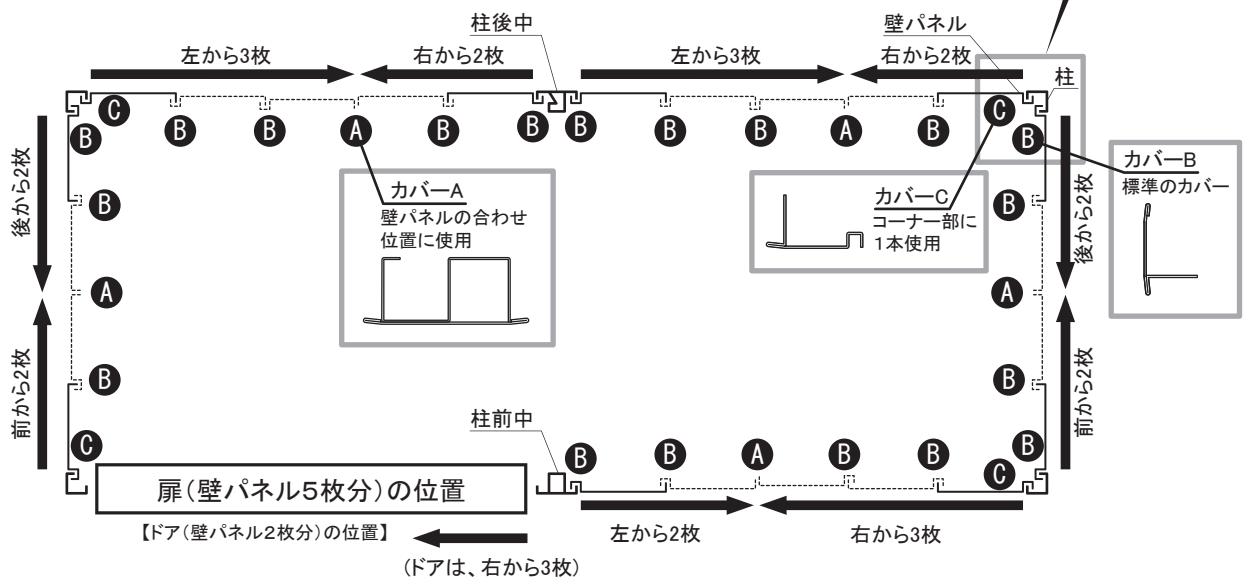 柱後中
壁パネル
左から3枚
右から2枚
左から3枚
右から2枚
柱
C
B
B
B
A
B
B
B
B
B
A
B
C
B
後から2枚
B
A
B
C
前から2枚
カバーA
壁パネルの合わせ
位置に使用
カバーC
コーナー部に
1本使用
カバーB
標準のカバー
後から2枚
B
A
B
B
C
前から2枚
柱前中
B
B
A
B
B
扉(壁パネル5枚分)の位置
【ドア(壁パネル2枚分)の位置】
(ドアは、右から3枚)
左から2枚
右から3枚